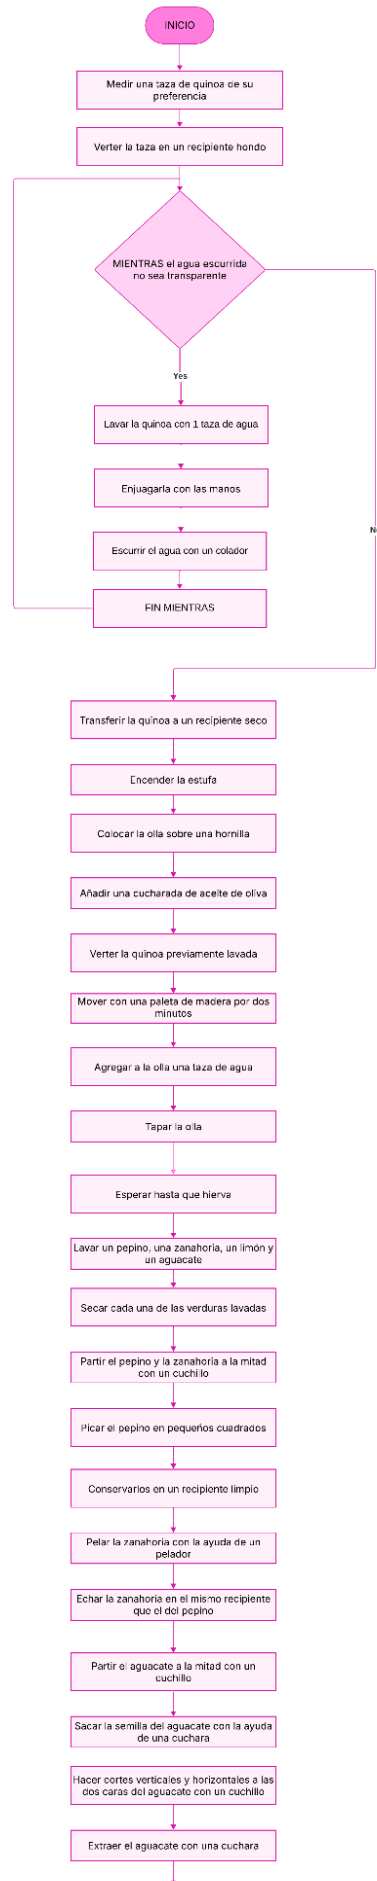 INICIO
Medir una taza de quinoa de su
preferencia
Verter la taza en un recipiente hondo
MIENTRAS el agua escurrida
no sea transparente
Yes
Lavar la quinoa con 1 taza de agua
Enjuagarla con las manos
Escurrir el agua con un colador
FIN MIENTRAS
Transferir la quinoa a un recipiente seco
Encender la estufa
Colocar la olla sobre una hornilla
Añadir una cucharada de aceite de oliva
Verter la quinoa previamente lavada
Mover con una paleta de madera por dos
minutos
Agregar a la olla una taza de agua
Tapar la olla
Esperar hasta que hierva
Lavar un pepino, una zanahoria, un limón y
un aguacate
Secar cada una de las verduras lavadas
Partir el pepino y la zanahoria a la mitad
con un cuchillo
Picar el pepino en pequeños cuadrados
Conservarlos en un recipiente limpio
Pelar la zanahoria con la ayuda de un
pelador
Echar la zanahoria en el mismo recipiente
que el del pepino
Partir el aguacate a la mitad con un
cuchillo
Sacar la semilla del aguacate con la ayuda
de una cuchara
Hacer cortes verticales y horizontales a las
dos caras del aguacate con un cuchillo
Extraer el aguacate con una cuchara